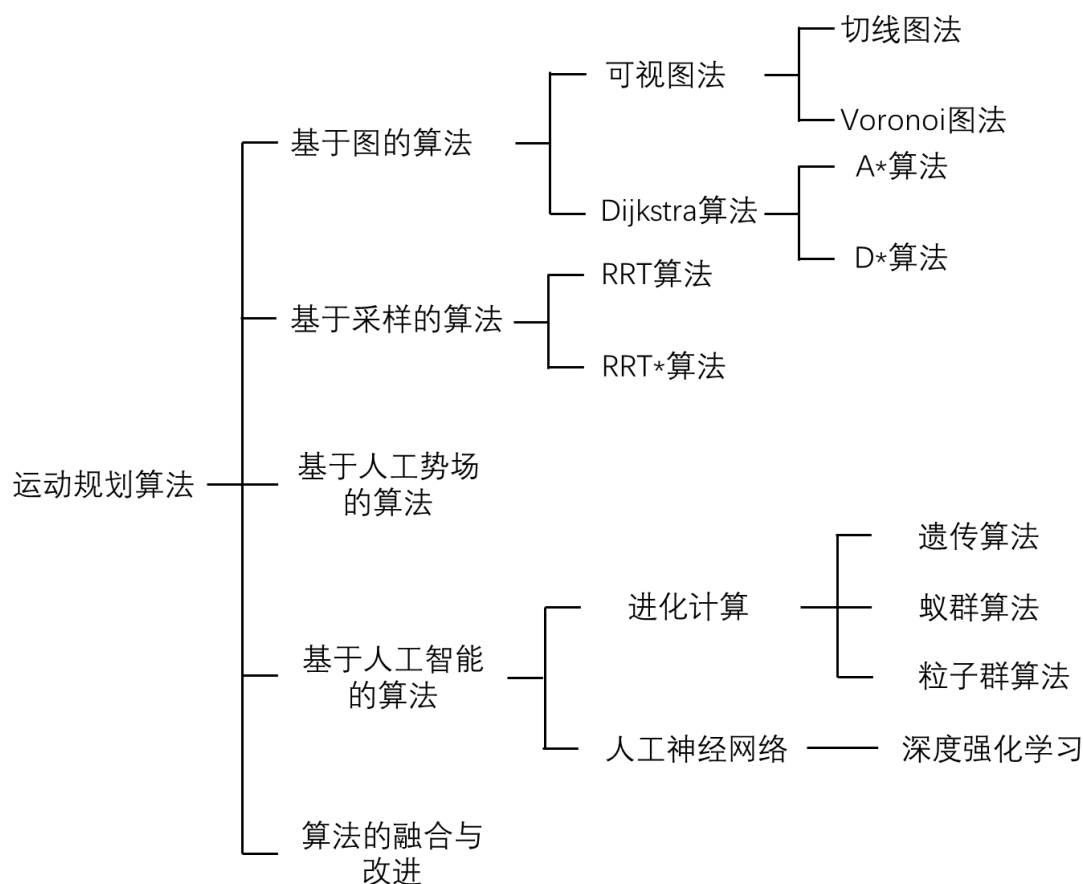 运动规划算法
基于图的算法
可视图法
切线图法
Voronoi图法
Dijkstra算法
A*算法
D*算法
基于采样的算法
RRT算法
RRT*算法
基于人工势场
的算法
基于人工智能
的算法
进化计算
遗传算法
蚁群算法
粒子群算法
人工神经网络
深度强化学习
算法的融合与
改进